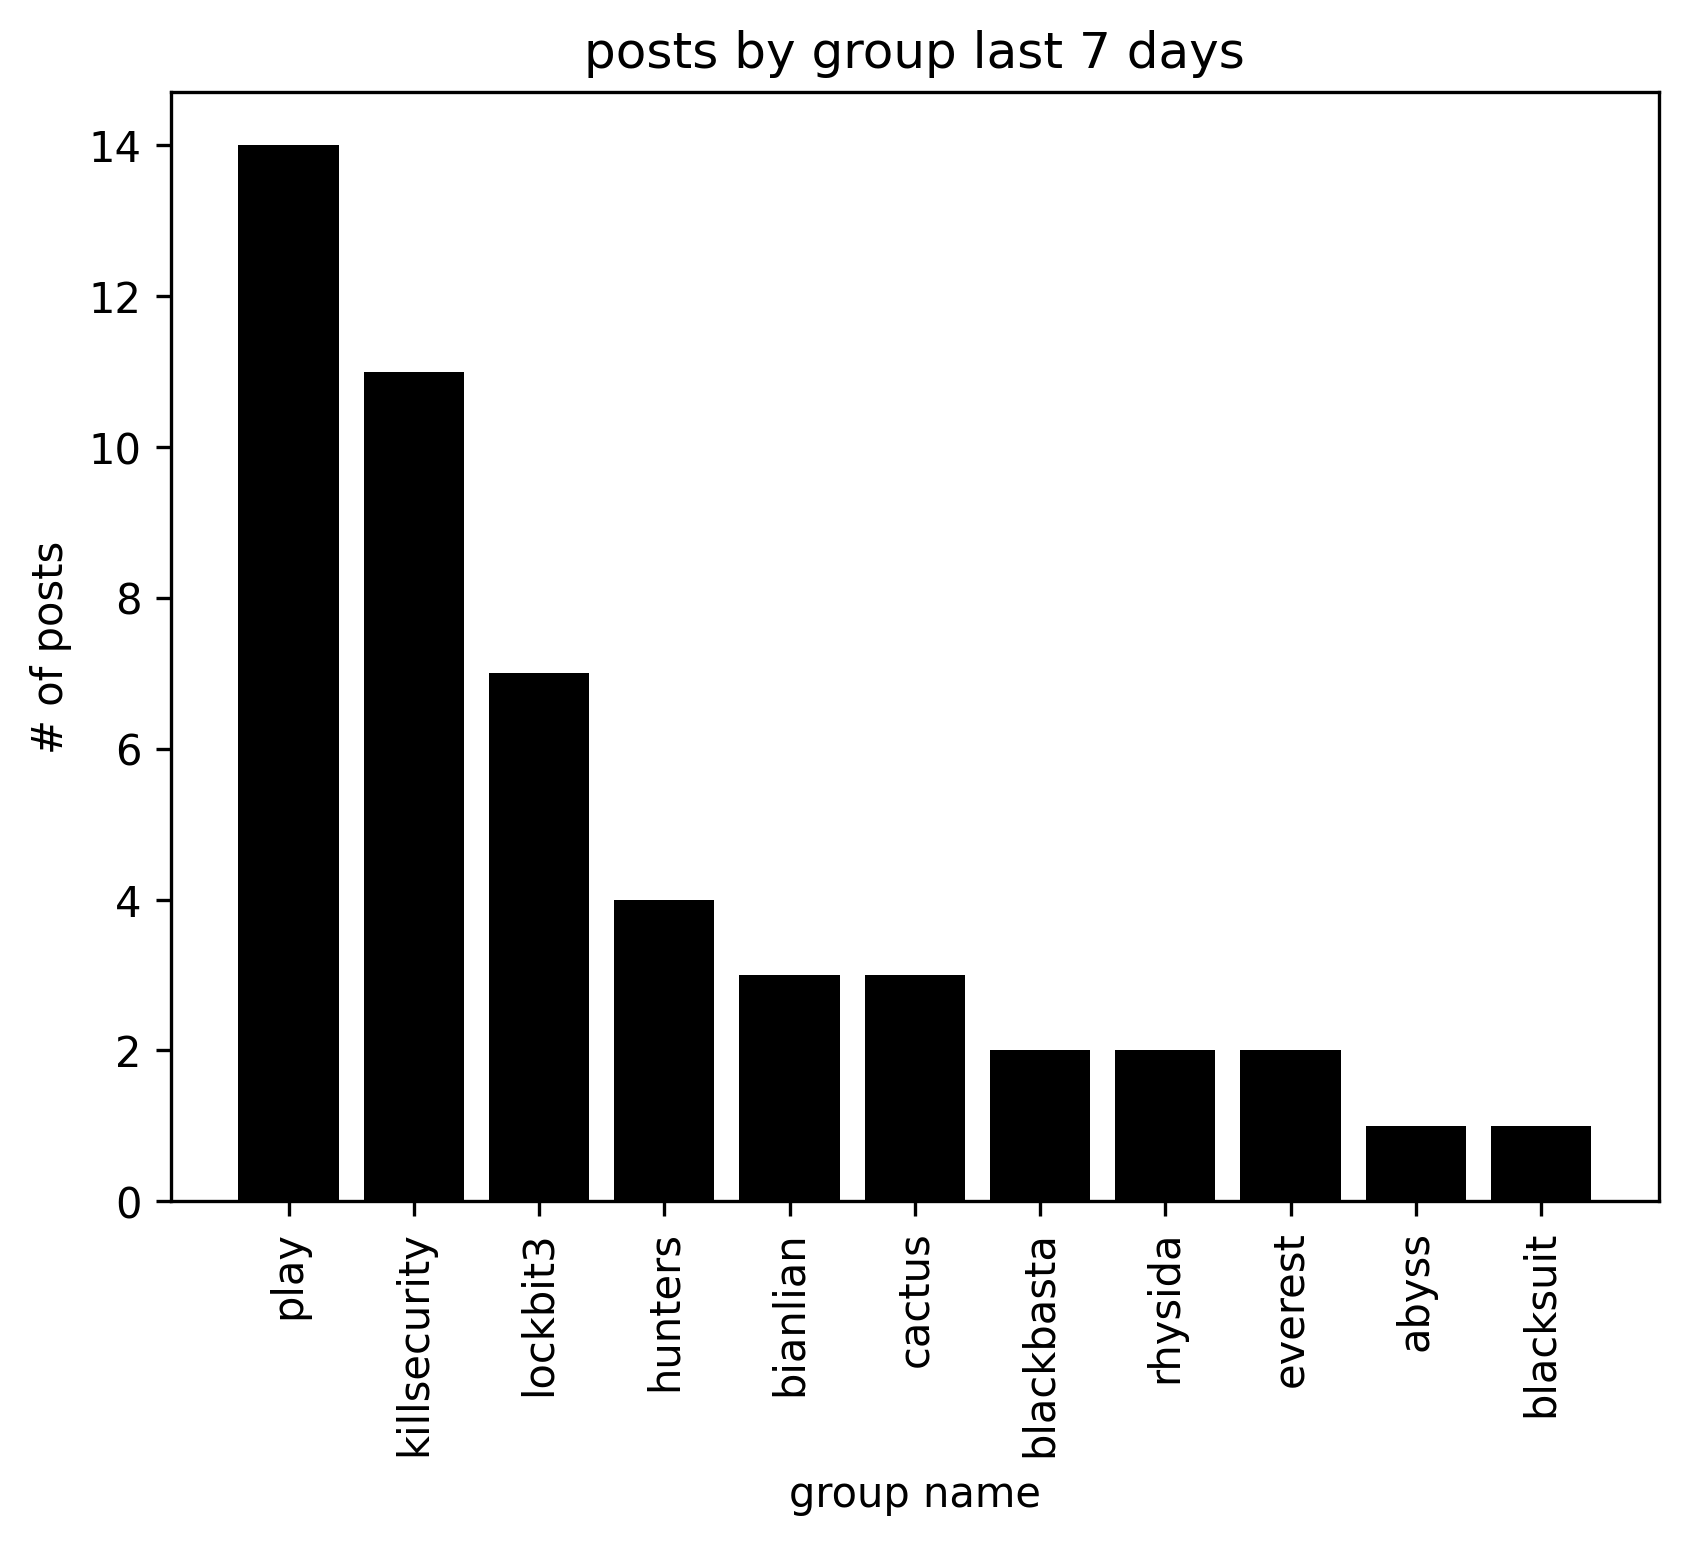 posts by group last 7 days
14
12
10
8
6
4
2
0
# of posts
play
killsecurity
lockbit3
hunters
bianlian
cactus
blackbasta
rhysida
everest
abyss
blacksuit
group name